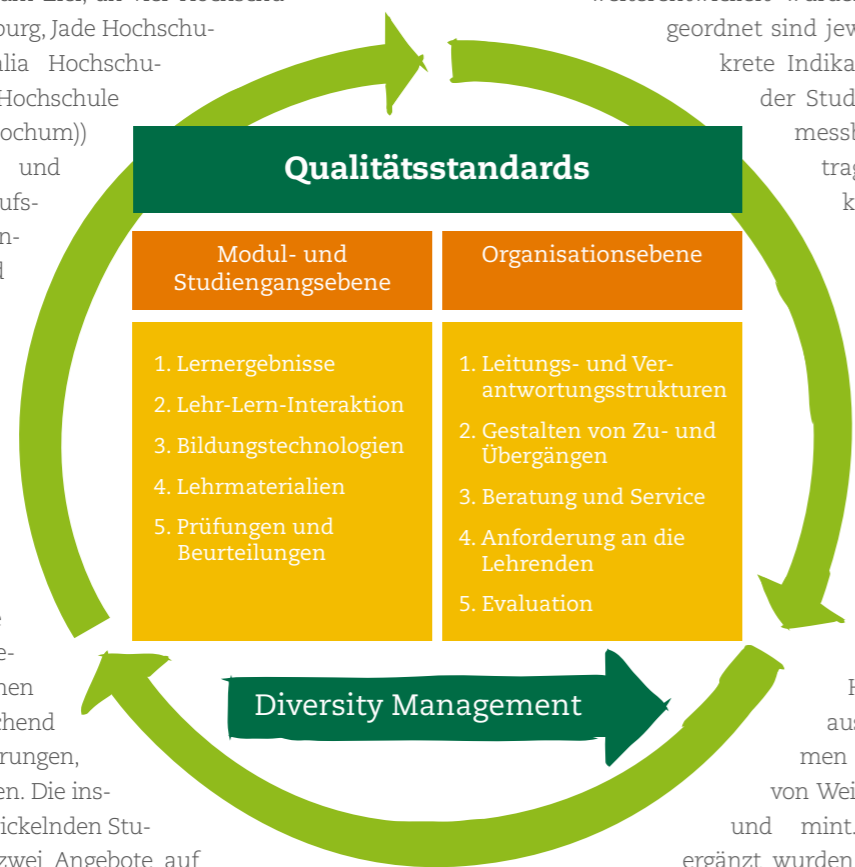 burg, Jade Hochschu-
Hochschu-
Hochschule
und
geordnet sind
krete
der
Qualitätsstandards
Modul- und
Studiengangsebene
1. Lernergebnisse
2. Lehr-Lern-Interaktion
3. Bildungstechnologien
4. Lehrmaterialien
5. Prüfungen und
Beurteilungen
Organisationsebene
1. Leitungs- und Ver-
antwortungsstrukturen
2. Gestalten von Zu- und
Übergängen
3. Beratung und Service
4. Anforderung an die
Lehrenden
5. Evaluation
Diversity Management
rungen,
en. Die ins-
ickelnden Stu-
zwei Angebote auf
men
von Wei
und mint.
ergänzt wurden